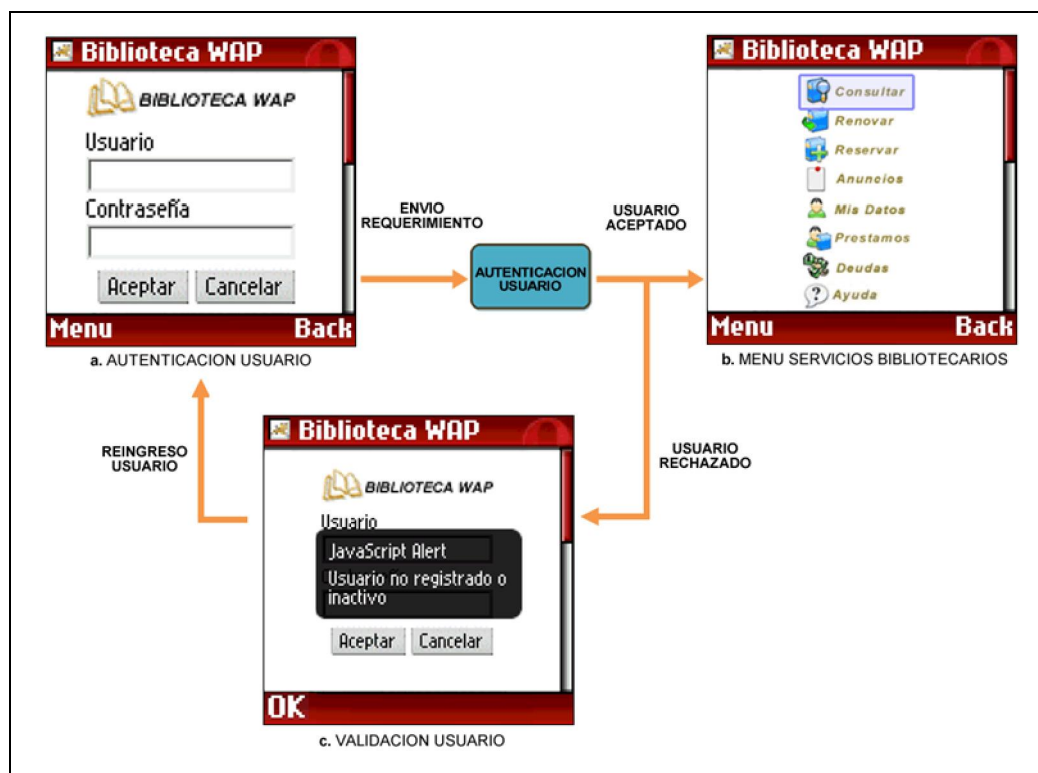 Biblioteca WAP
BIBLIOTECA WAP
Usuario
Contraseña
Aceptar Cancelar
Menu Back
a. AUTENTICACION USUARIO
ENVIO
REQUERIMIENTO
AUTENTICACION
USUARIO
USUARIO
ACEPTADO
Biblioteca WAP
Consultar
Renovar
Reservar
Anuncios
Mis Datos
Prestamos
Deudas
Ayuda
Menu Back
b. MENU SERVICIOS BIBLIOTECARIOS
USUARIO
RECHAZADO
Biblioteca WAP
BIBLIOTECA WAP
Usuario
JavaScript Alert
Usuario no registrado o
inactivo
Aceptar Cancelar
OK
c. VALIDACION USUARIO
REINGRESO
USUARIO